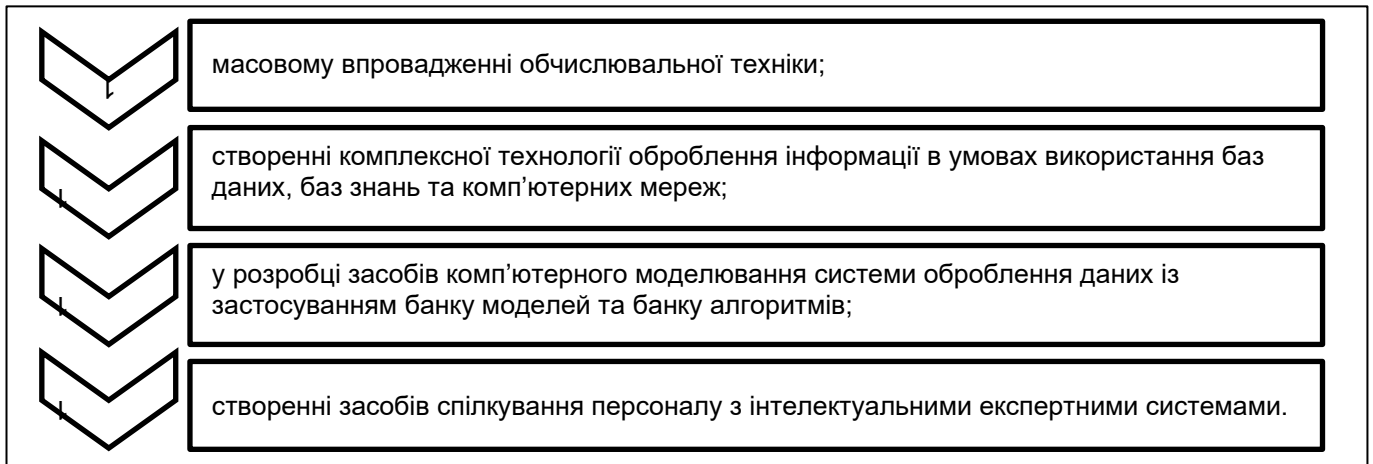 масовому впровадженні обчислювальної техніки;
створенні комплексної технології оброблення інформації в умовах використання баз
даних, баз знань та комп’ютерних мереж;
у розробці засобів комп’ютерного моделювання системи оброблення даних із
застосуванням банку моделей та банку алгоритмів;
створенні засобів спілкування персоналу з інтелектуальними експертними системами.